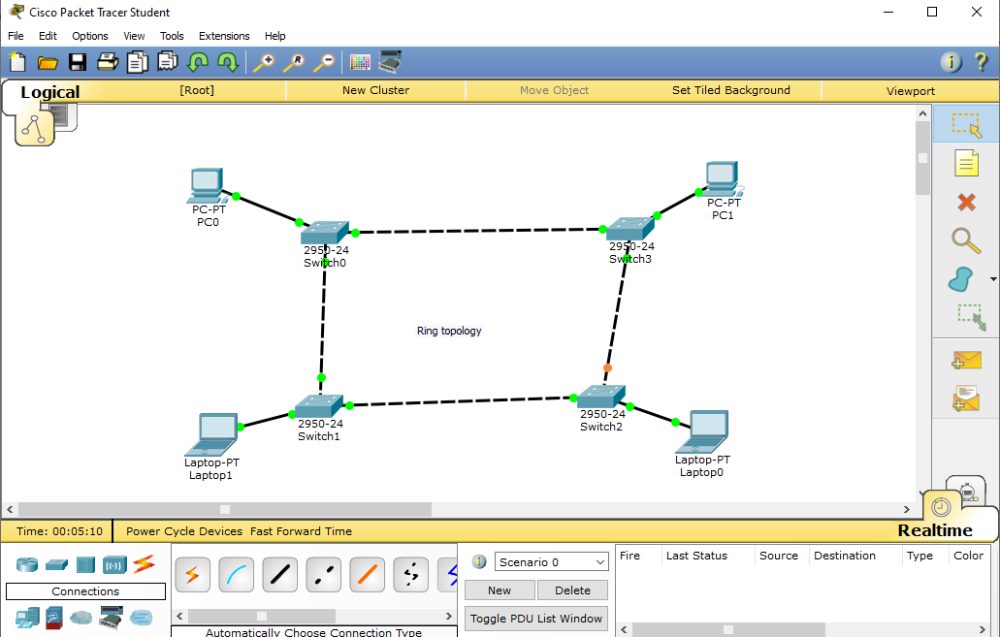 Cisco Packet Tracer Student
File Edit Options View Tools Extensions Help
Logical [Root] New Cluster Move Object Set Tiled Background Viewport
PC-PT
PC0
PC-PT
PC1
2950-24
Switch0
2950-24
Switch3
Ring topology
2950-24
Switch1
2950-24
Switch2
Laptop-PT
Laptop1
Laptop-PT
Laptop0
Time: 00:05:10 Power Cycle Devices Fast Forward Time Realtime
Connections
Automatically Choose Connection Type
Scenario 0
New Delete
Toggle PDU List Window
Fire Last Status Source Destination Type Color